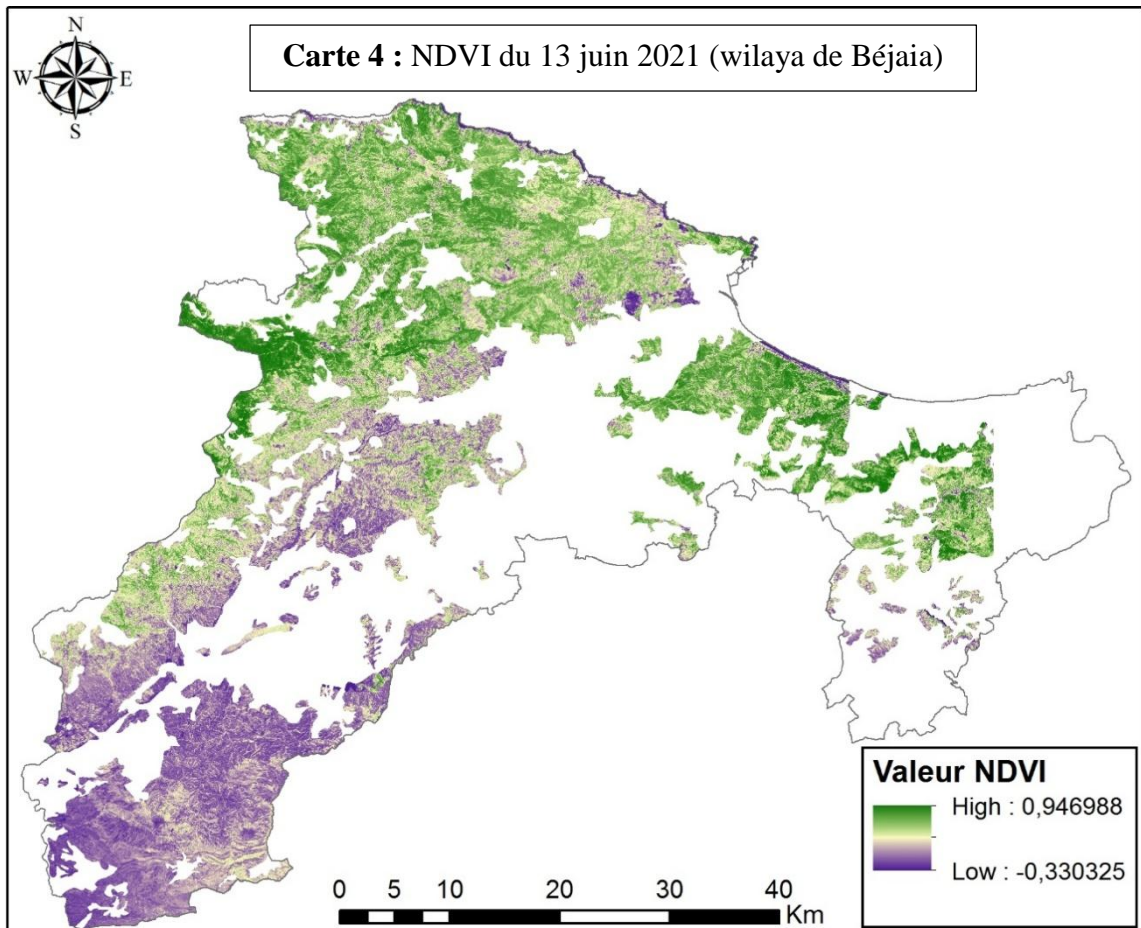 N
W E
S
Carte 4 : NDVI du 13 juin 2021 (wilaya de Béjaia)
Valeur NDVI
High : 0,946988
Low : -0,330325
0 5 10 20 30 40
Km